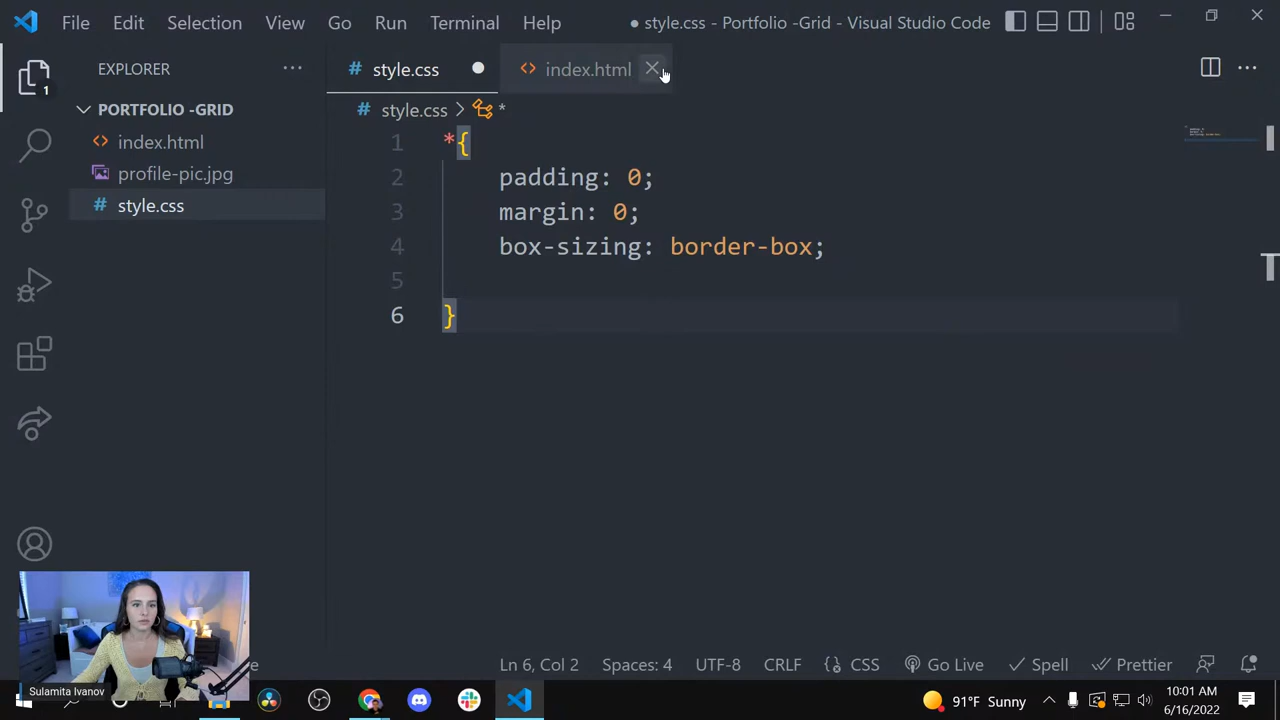 File Edit Selection View Go Run Terminal Help ● style.css - Portfolio -Grid - Visual Studio Code
EXPLORER ...
# style.css ●
<> index.html
PORTFOLIO -GRID
# style.css > *
<> index.html
profile-pic.jpg
# style.css
1
1 *{
2 padding: 0;
3 margin: 0;
4 box-sizing: border-box;
5
6 }
Sulamita Ivanov
Ln 6, Col 2 Spaces: 4 UTF-8 CRLF {} CSS Go Live ✓ Spell Prettier
91°F Sunny
10:01 AM
6/16/2022